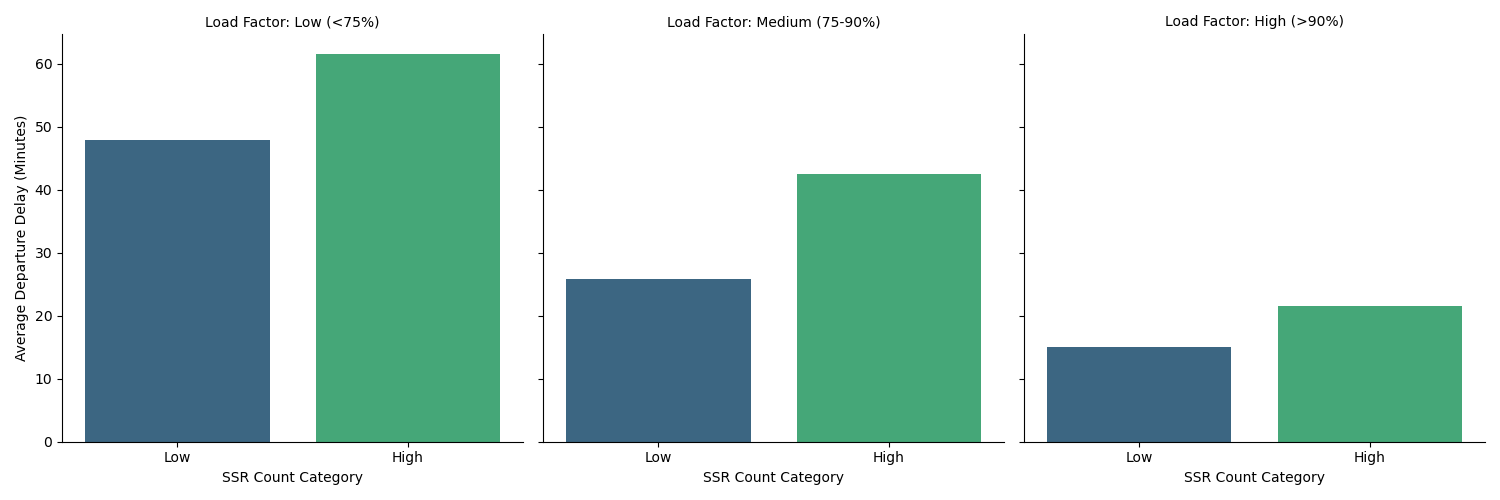 Load Factor: Low (<75%)
Load Factor: Medium (75-90%)
Load Factor: High (>90%)
Average Departure Delay (Minutes)
60
50
40
30
20
10
0
Low
High
Low
High
Low
High
SSR Count Category
SSR Count Category
SSR Count Category